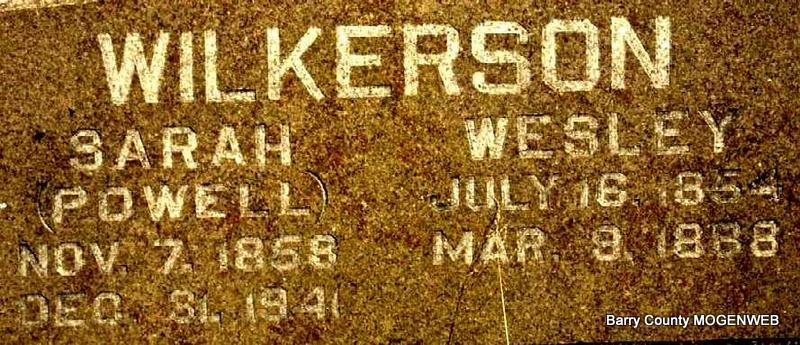 WILKERSON
SARAH
(POWELL)
NOV. 7, 1858
DEC. 31, 1941
WESLEY
JULY 16, 1854
MAR. 9, 1888
Barry County MOGENWEB